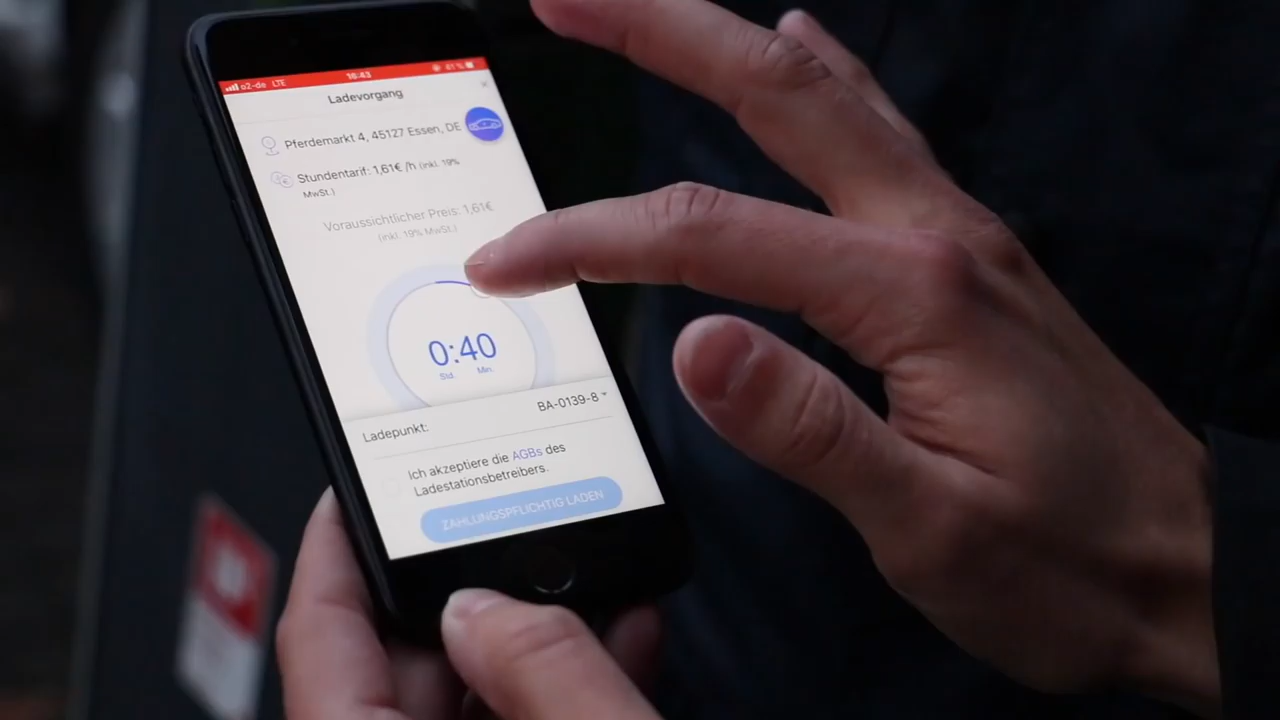 o2-de LTE 16:43 61 %
Ladevorgang
Pferdemarkt 4, 45127 Essen, DE
Stundentarif: 1,61€ /h (inkl. 19%
MwSt.)
Voraussichtlicher Preis: 1,61€
(inkl. 19% MwSt.)
0:40
Std. Min.
Ladepunkt: BA-0139-8
Ich akzeptiere die AGBs des
Ladestationsbetreibers.
ZAHLUNGSPFLICHTIG LADEN